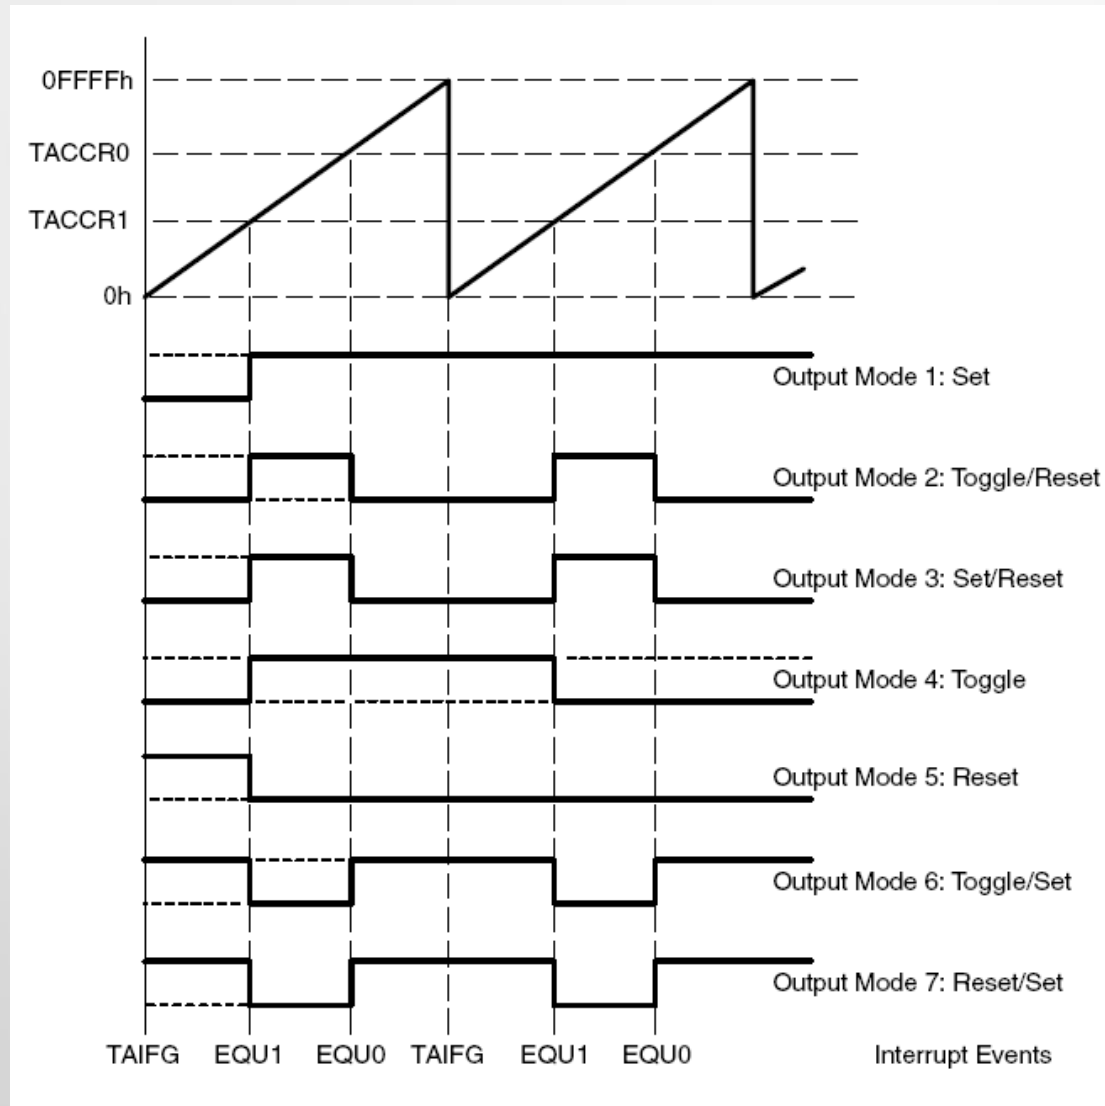 0FFFFh
TACCR0
TACCR1
0h
Output Mode 1: Set
Output Mode 2: Toggle/Reset
Output Mode 3: Set/Reset
Output Mode 4: Toggle
Output Mode 5: Reset
Output Mode 6: Toggle/Set
Output Mode 7: Reset/Set
TAIFG EQU1 EQU0 TAIFG EQU1 EQU0 Interrupt Events